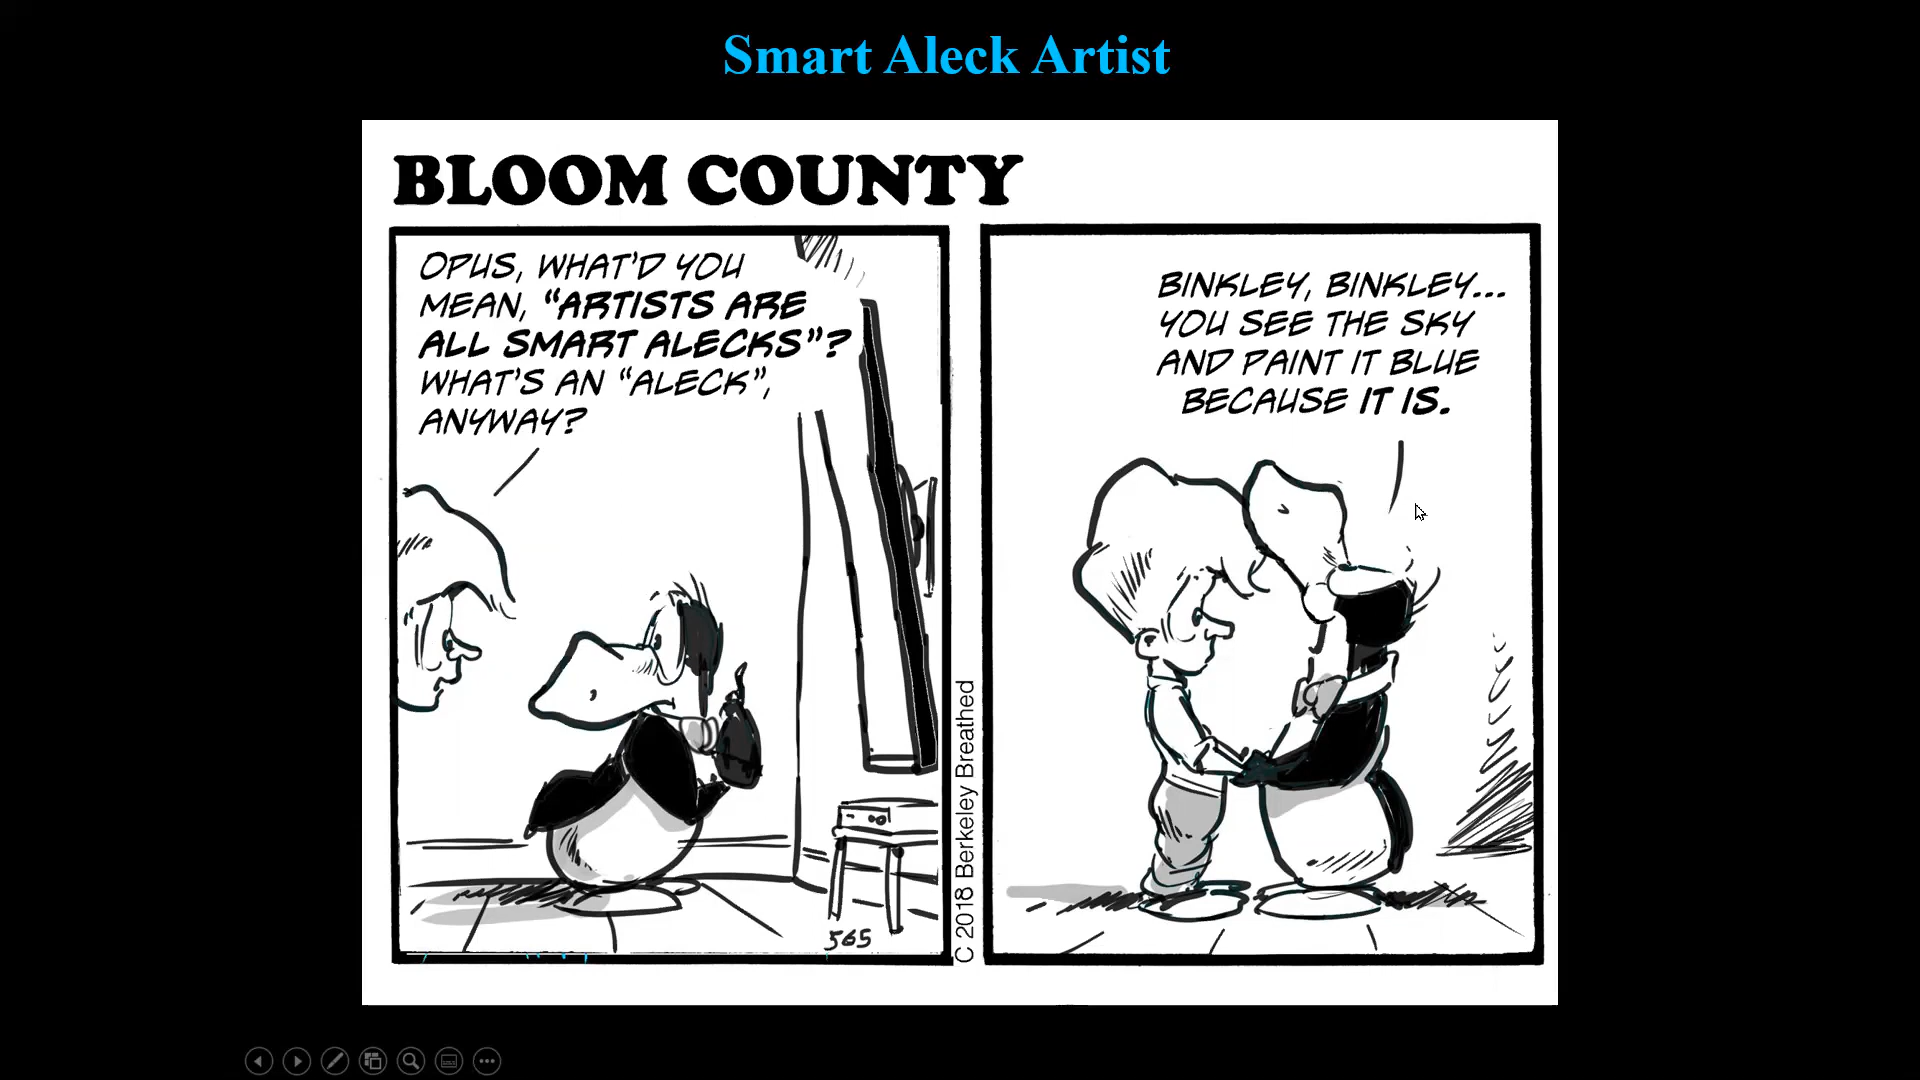 Smart Aleck Artist
BLOOM COUNTY
OPUS, WHAT'D YOU
MEAN, "ARTISTS ARE
ALL SMART ALECKS"?
WHAT'S AN "ALECK",
ANYWAY?
565
C 2018 Berkeley Breathed
BINKLEY, BINKLEY...
YOU SEE THE SKY
AND PAINT IT BLUE
BECAUSE IT IS.